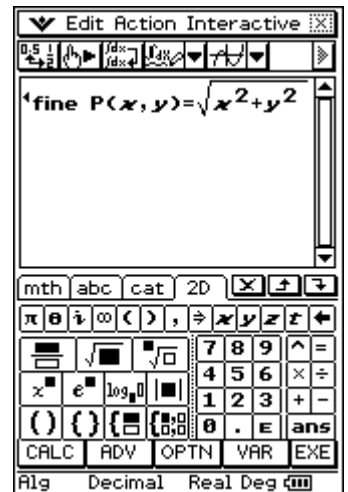 Edit Action Interactive
fine P(x,y)=√x²+y²
mth abc cat 2D
π θ i ∞ ( ) , ⇒ x y z t ←
√■ ■√□ 7 8 9 ^ =
x■ e■ log■□ |■| 4 5 6 × ÷
1 2 3 + -
( ) { } {■ {■ 0 . E ans
CALC ADV OPTN VAR EXE
Alg Decimal Real Deg